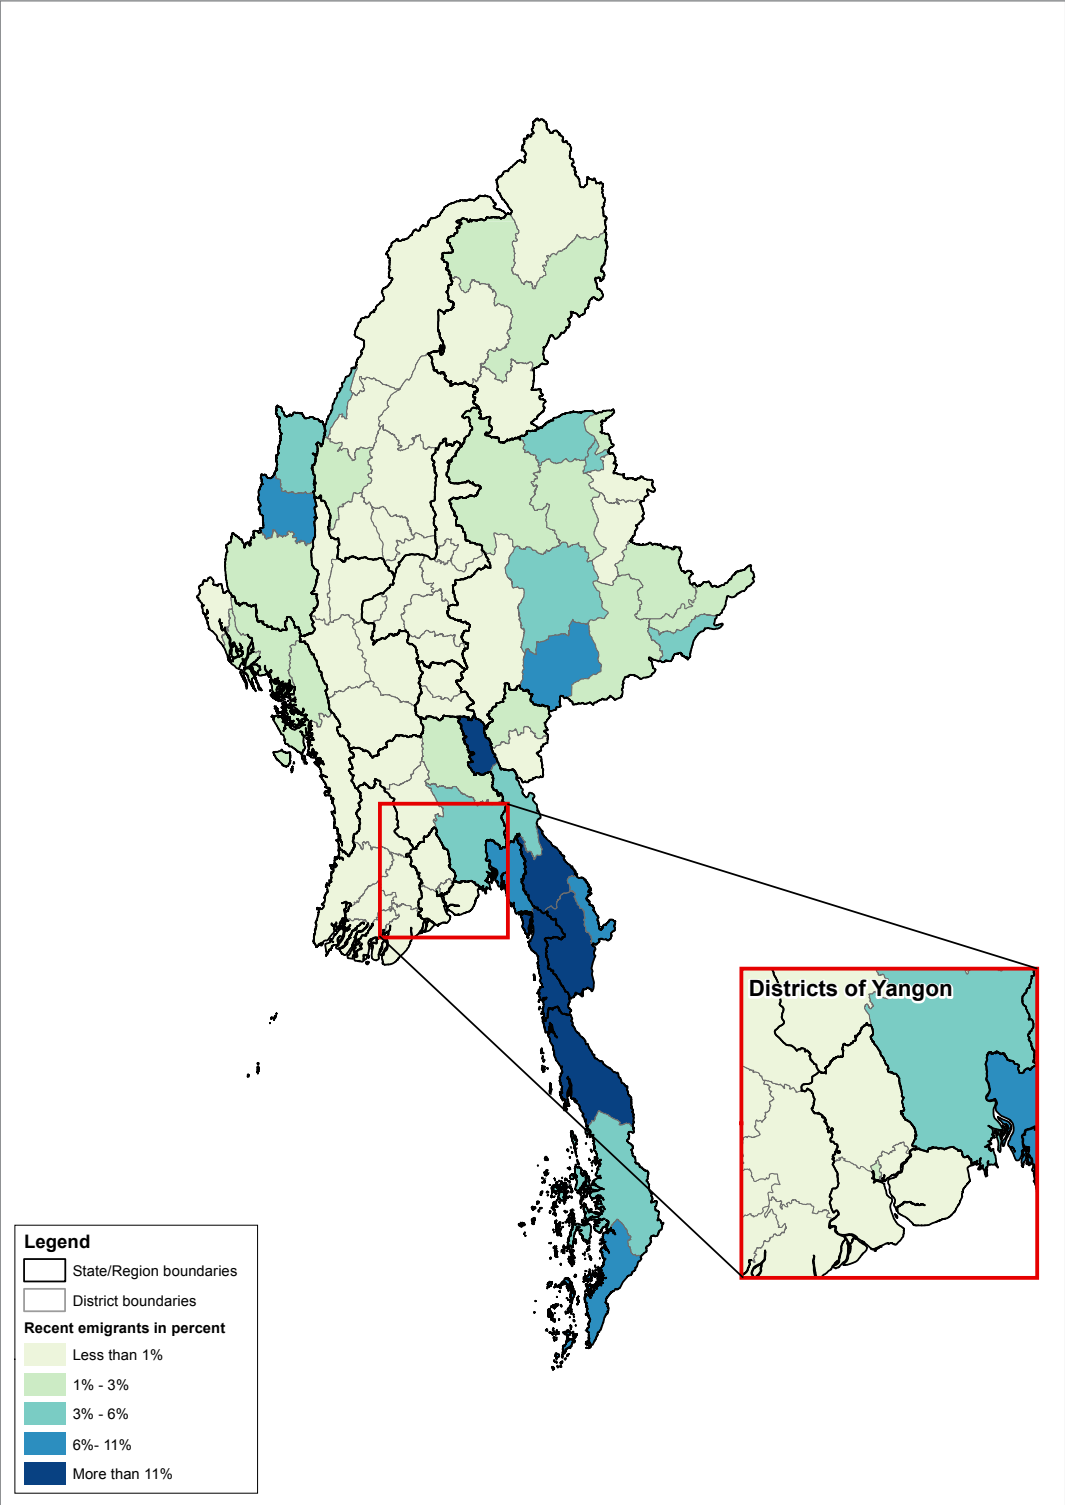 Districts of Yangon
Legend
State/Region boundaries
District boundaries
Recent emigrants in percent
Less than 1%
1% - 3%
3% - 6%
6%- 11%
More than 11%